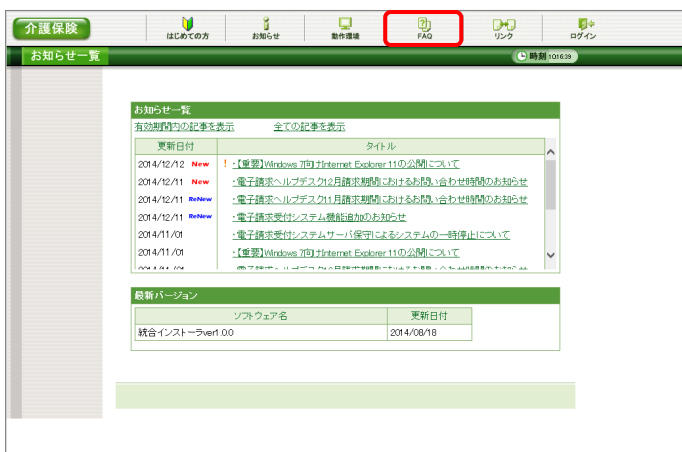 介護保険
はじめての方 お知らせ 動作環境 FAQ リンク ログイン
お知らせ一覧 時刻 10:16:39
お知らせ一覧
有効期間内の記事を表示 全ての記事を表示
更新日付 タイトル
2014/12/12 New ! ・【重要】Windows 7向けInternet Explorer 11の公開について
2014/12/11 New ・電子請求ヘルプデスク12月請求期間におけるお問い合わせ時間のお知らせ
2014/12/11 ReNew ・電子請求ヘルプデスク11月請求期間におけるお問い合わせ時間のお知らせ
2014/12/11 ReNew ・電子請求受付システム機能追加のお知らせ
2014/11/01 ・電子請求受付システムサーバ保守によるシステムの一時停止について
2014/11/01 ・【重要】Windows 7向けInternet Explorer 11の公開について
最新バージョン
ソフトウェア名 更新日付
統合インストーラver1.0.0 2014/08/18